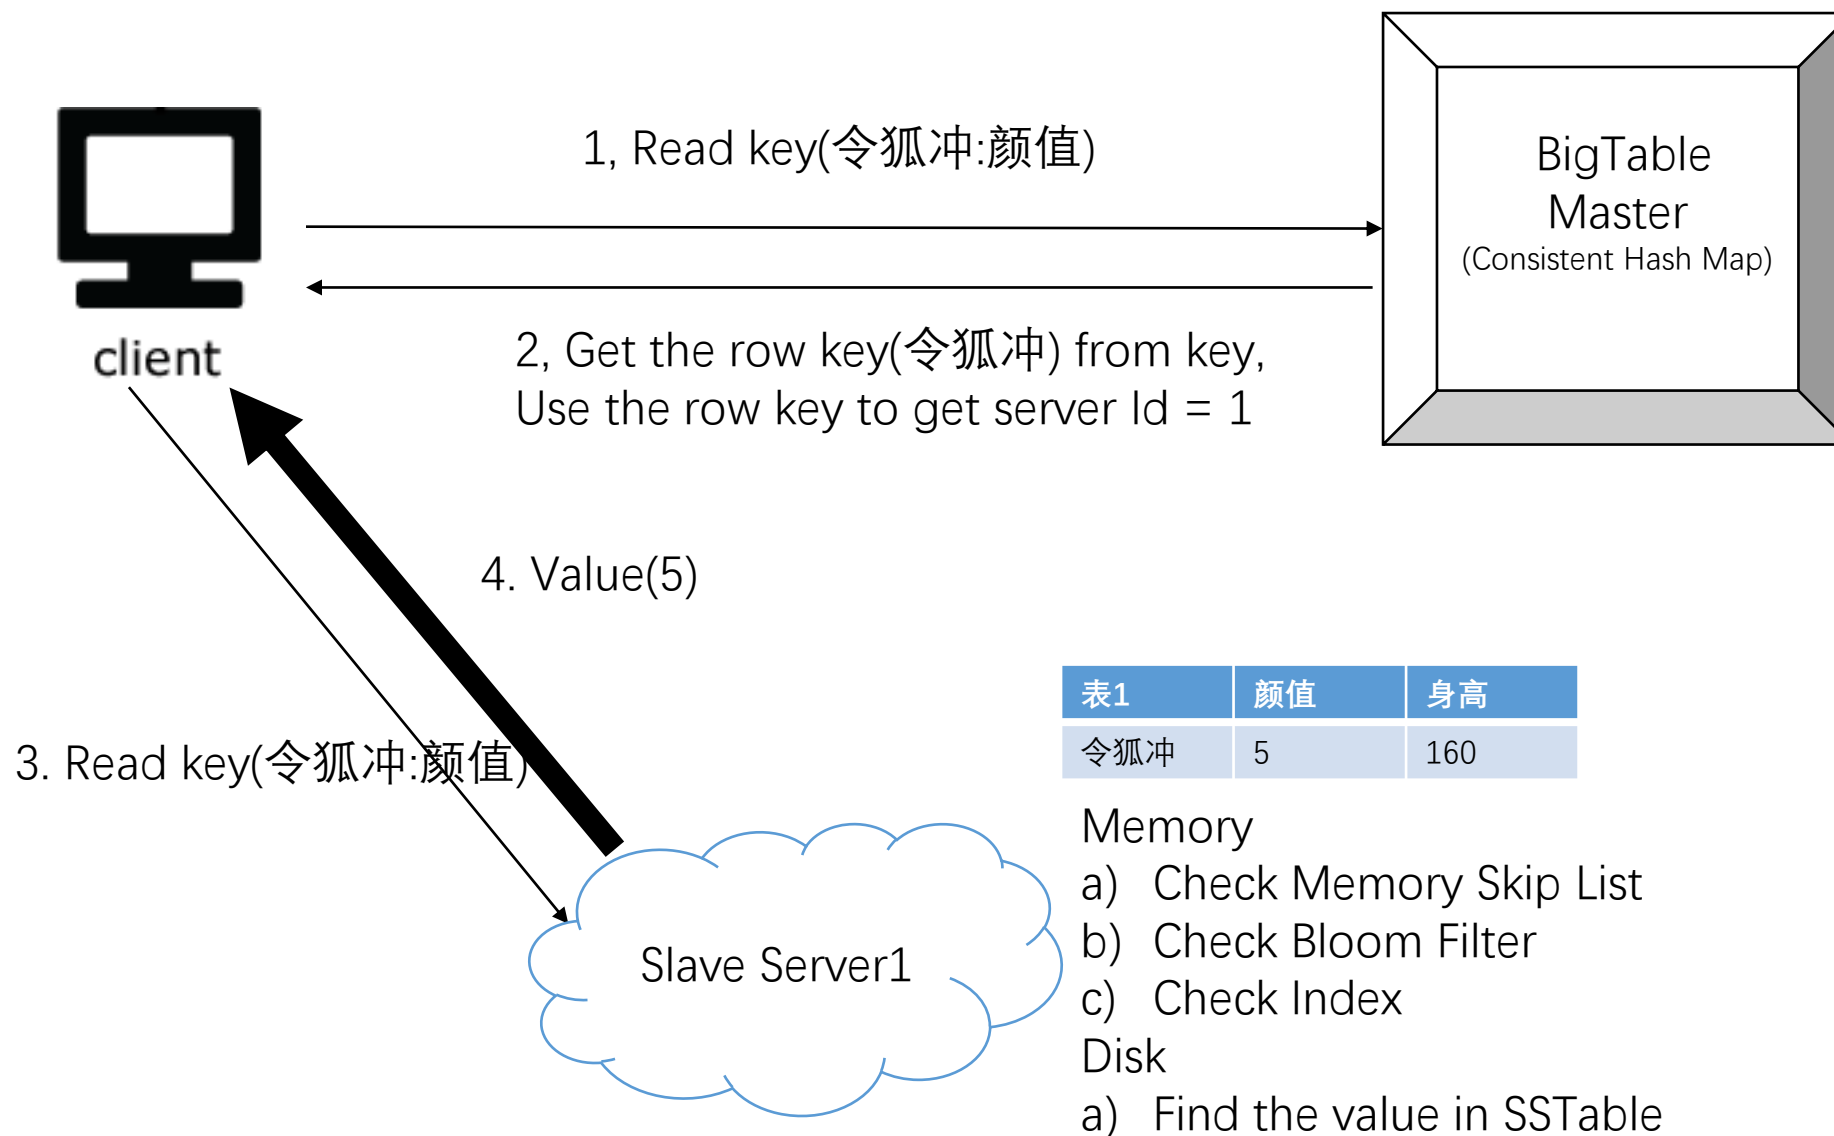 1, Read key(令狐冲:颜值)
BigTable
Master
(Consistent Hash Map)
client
2, Get the row key(令狐冲) from key,
Use the row key to get server Id = 1
4. Value(5)
3. Read key(令狐冲:颜值)
Slave Server1
表1 颜值 身高
令狐冲 5 160
Memory
a) Check Memory Skip List
b) Check Bloom Filter
c) Check Index
Disk
a) Find the value in SSTable